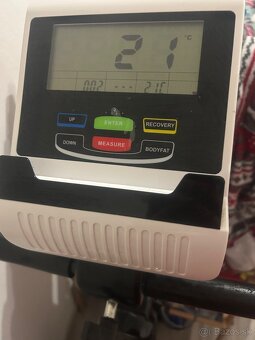 21 °C
002 --- 21C
UP
ENTER
RECOVERY
DOWN
MEASURE
BODYFAT